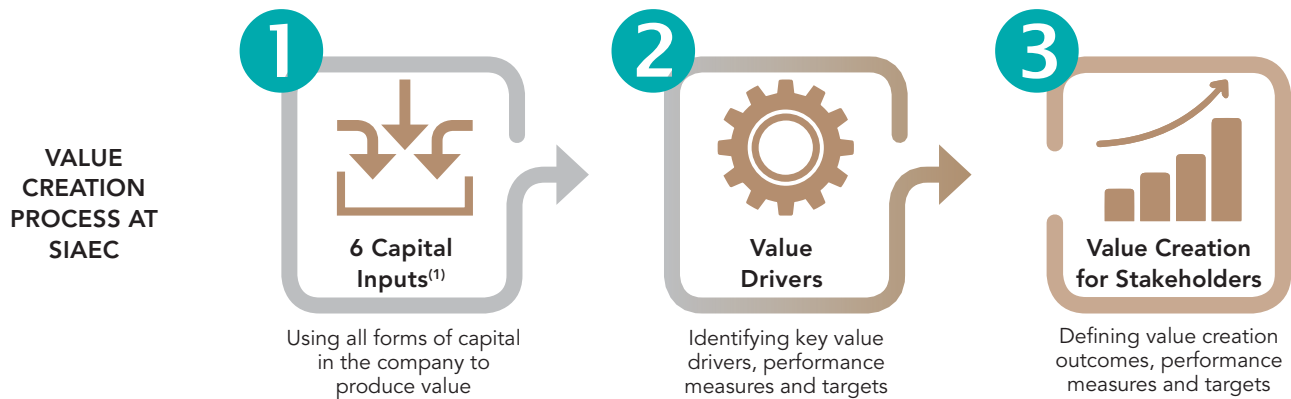 VALUE
CREATION
PROCESS AT
SIAEC
1
6 Capital
Inputs(1)
Using all forms of capital
in the company to
produce value
2
Value
Drivers
Identifying key value
drivers, performance
measures and targets
3
Value Creation
for Stakeholders
Defining value creation
outcomes, performance
measures and targets